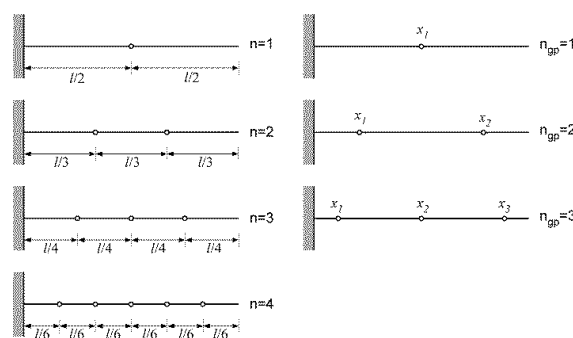 n=1
l/2 l/2
n=2
l/3 l/3 l/3
n=3
l/4 l/4 l/4 l/4
n=4
l/6 l/6 l/6 l/6 l/6 l/6
x1
ngp=1
x1 x2
ngp=2
x1 x2 x3
ngp=3